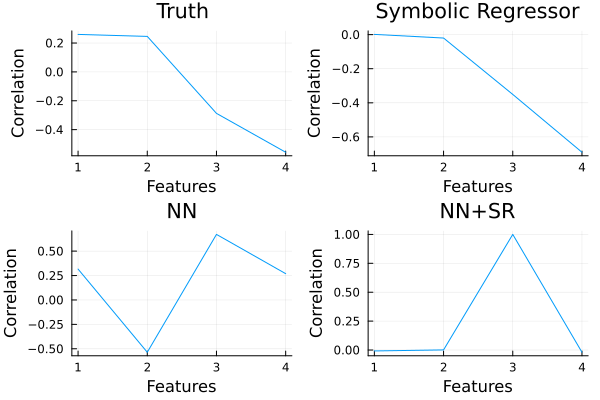 Truth
Correlation
0.2
0.0
−0.2
−0.4
1 2 3 4
Features
Symbolic Regressor
Correlation
0.0
−0.2
−0.4
−0.6
1 2 3 4
Features
NN
Correlation
0.50
0.25
0.00
−0.25
−0.50
1 2 3 4
Features
NN+SR
Correlation
1.00
0.75
0.50
0.25
0.00
1 2 3 4
Features